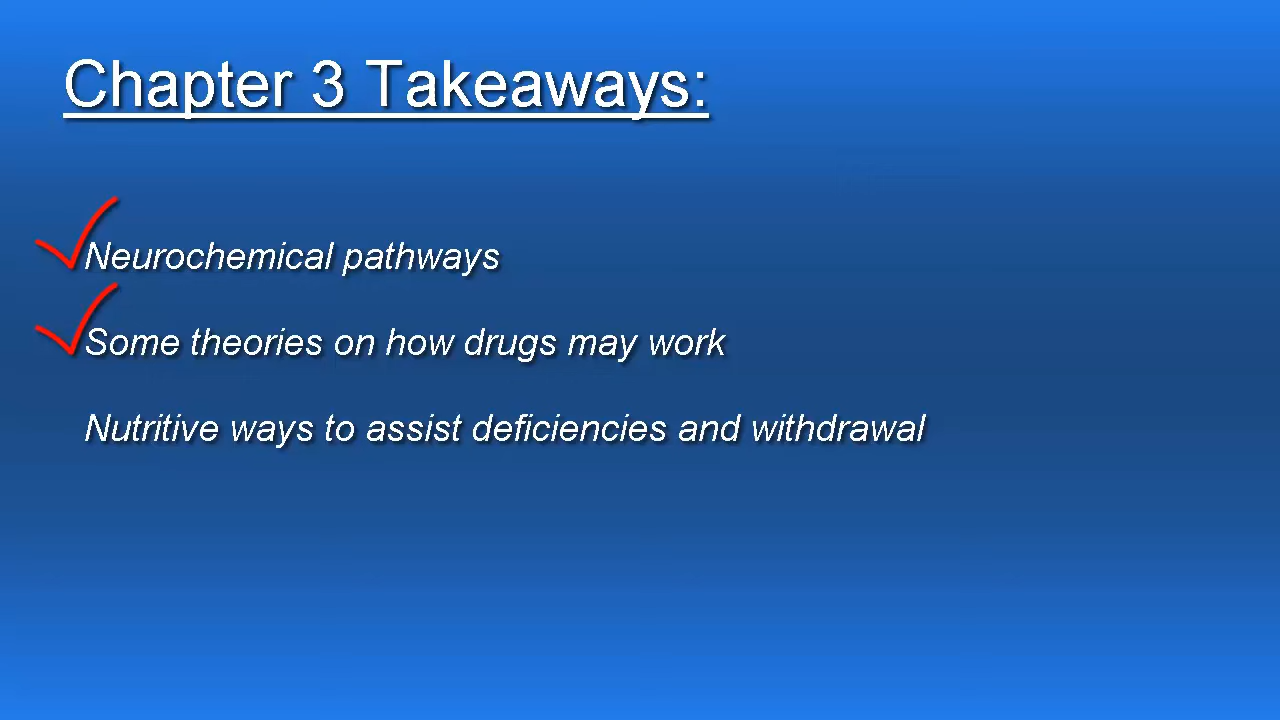 Chapter 3 Takeaways:
Neurochemical pathways
Some theories on how drugs may work
Nutritive ways to assist deficiencies and withdrawal